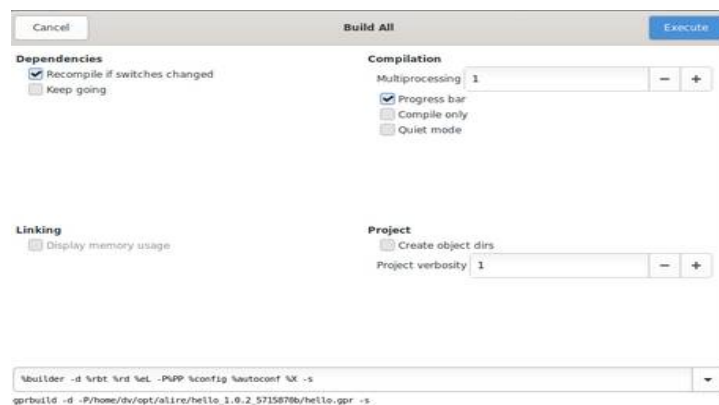 Cancel
Build All
Execute
Dependencies
Recompile if switches changed
Keep going
Compilation
Multiprocessing 1
Progress bar
Compile only
Quiet mode
Linking
Display memory usage
Project
Create object dirs
Project verbosity 1
%builder -d %rbt %rd %eL -P%PP %config %autoconf %X -s
gprbuild -d -P/home/dv/opt/alire/hello_1.0.2_5715870b/hello.gpr -s